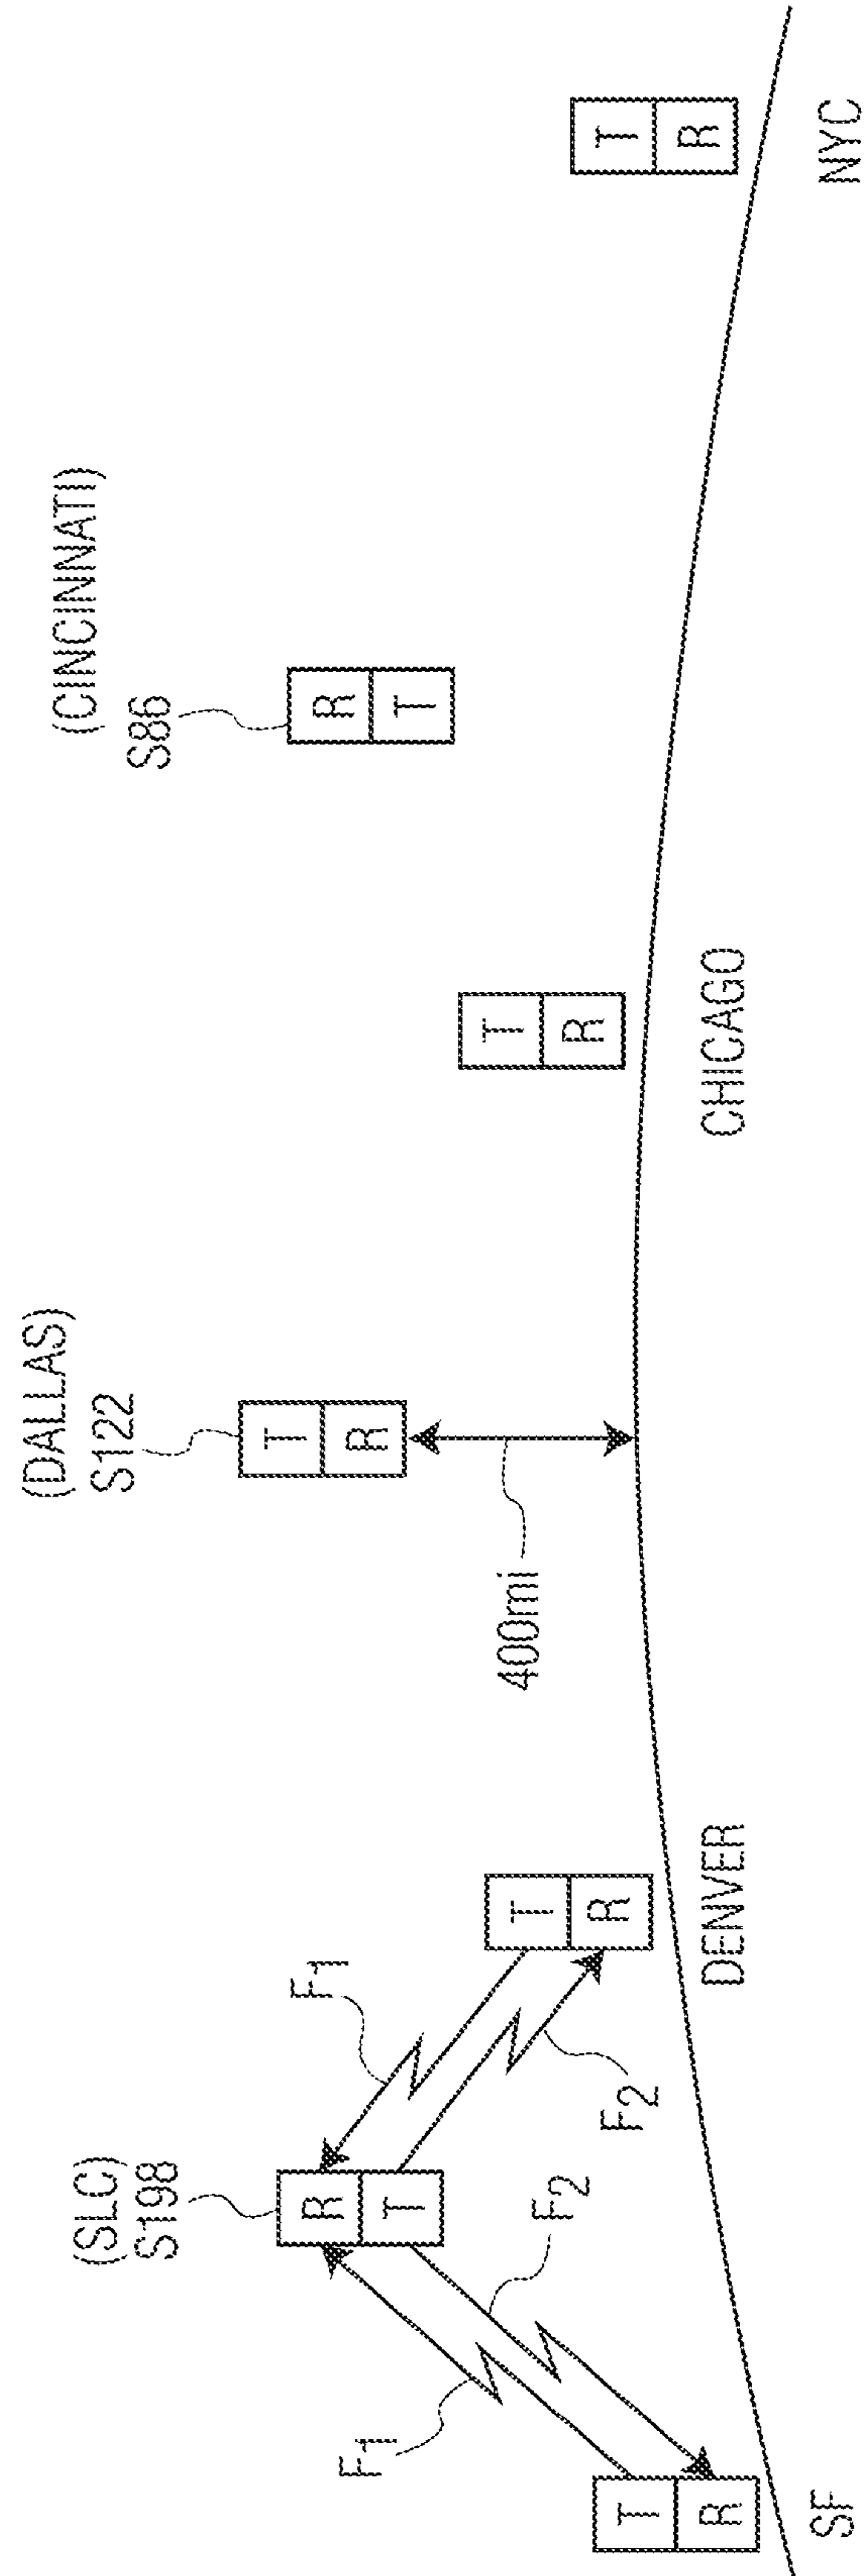 (SLC)
S198
(DALLAS)
S122
(CINCINNATI)
S86
F1
F1
F2
F2
R
T
T
R
R
T
400mi
T
R
T
R
T
R
T
R
SF
DENVER
CHICAGO
NYC